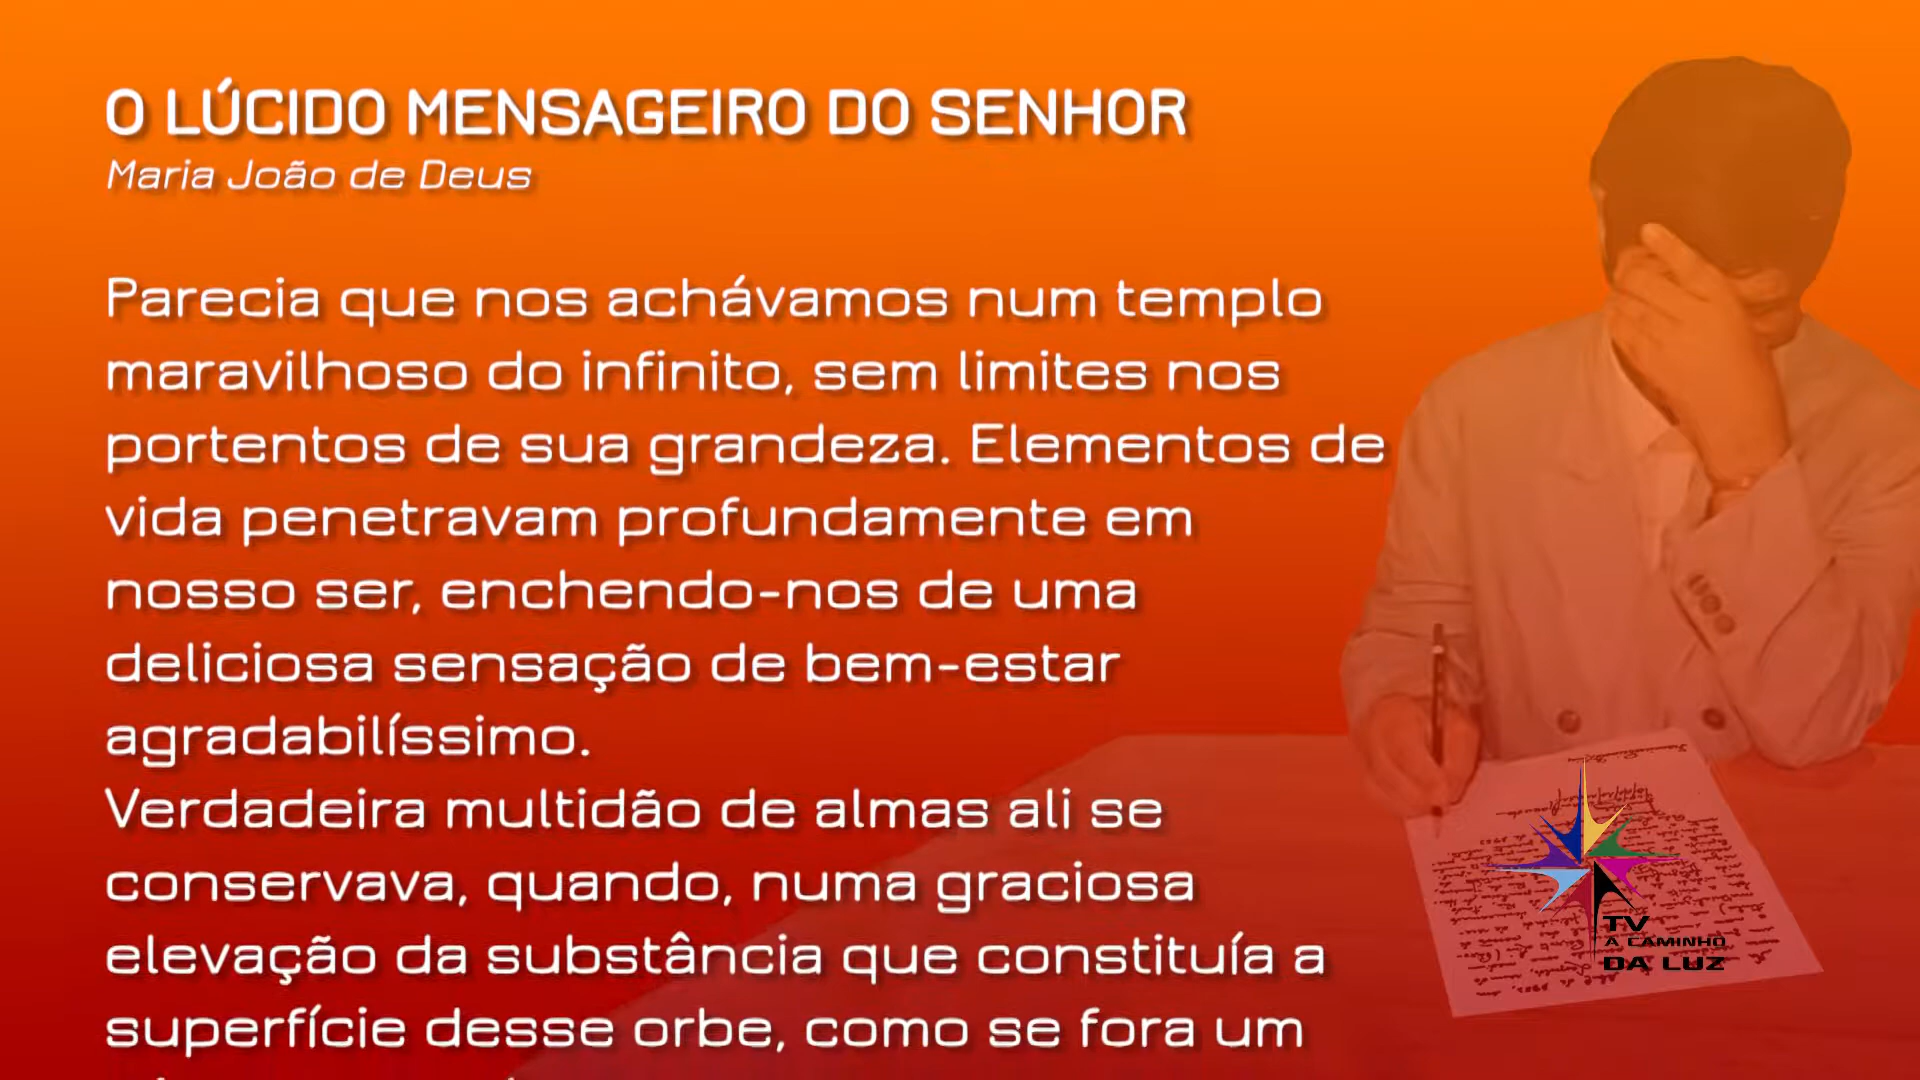 O LÚCIDO MENSAGEIRO DO SENHOR
Maria João de Deus
Parecia que nos achávamos num templo
maravilhoso do infinito, sem limites nos
portentos de sua grandeza. Elementos de
vida penetravam profundamente em
nosso ser, enchendo-nos de uma
deliciosa sensação de bem-estar
agradabilíssimo.
Verdadeira multidão de almas ali se
conservava, quando, numa graciosa
elevação da substância que constituía a
superfície desse orbe, como se fora um
TV
A CAMINHO
DA LUZ